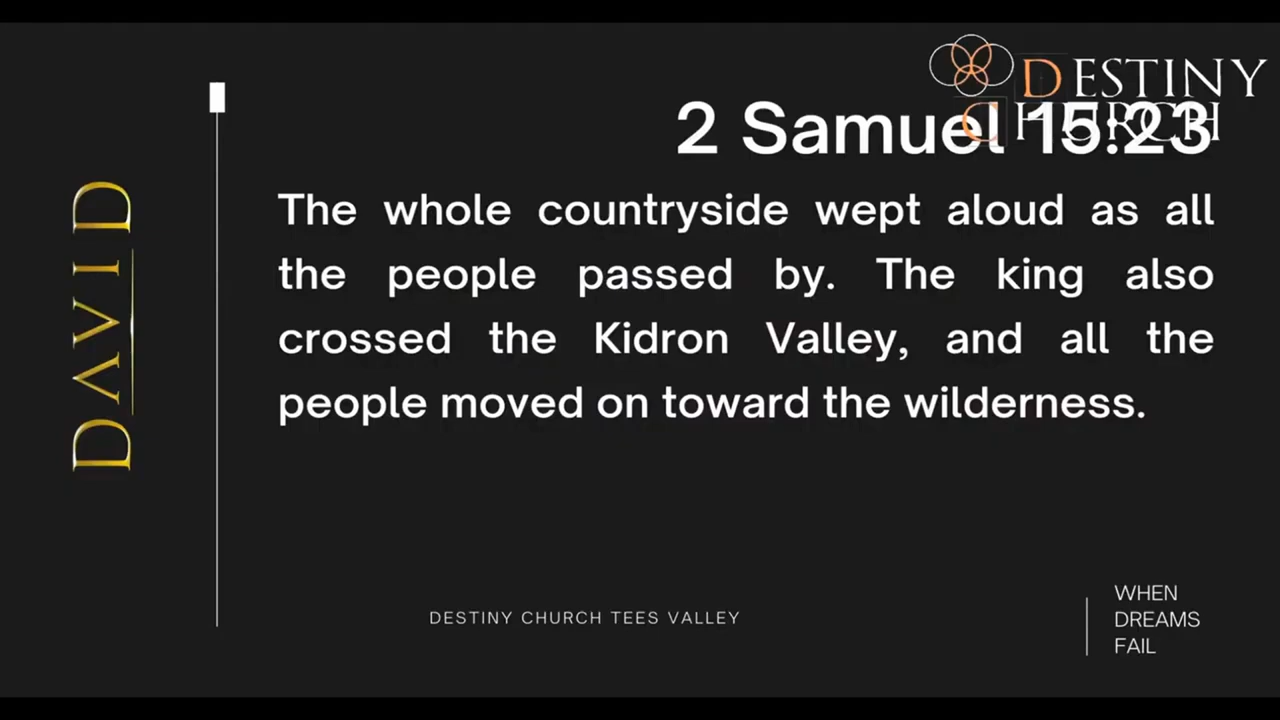 DESTINY
CHURCH
2 Samuel 15:23
DAVID
The whole countryside wept aloud as all
the people passed by. The king also
crossed the Kidron Valley, and all the
people moved on toward the wilderness.
DESTINY CHURCH TEES VALLEY
WHEN
DREAMS
FAIL